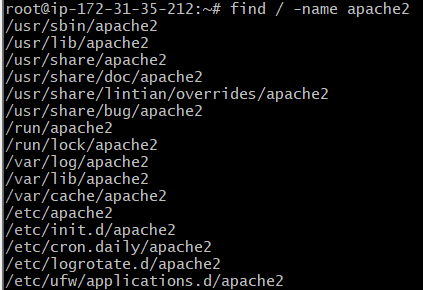 root@ip-172-31-35-212:~# find / -name apache2
/usr/sbin/apache2
/usr/lib/apache2
/usr/share/apache2
/usr/share/doc/apache2
/usr/share/lintian/overrides/apache2
/usr/share/bug/apache2
/run/apache2
/run/lock/apache2
/var/log/apache2
/var/lib/apache2
/var/cache/apache2
/etc/apache2
/etc/init.d/apache2
/etc/cron.daily/apache2
/etc/logrotate.d/apache2
/etc/ufw/applications.d/apache2